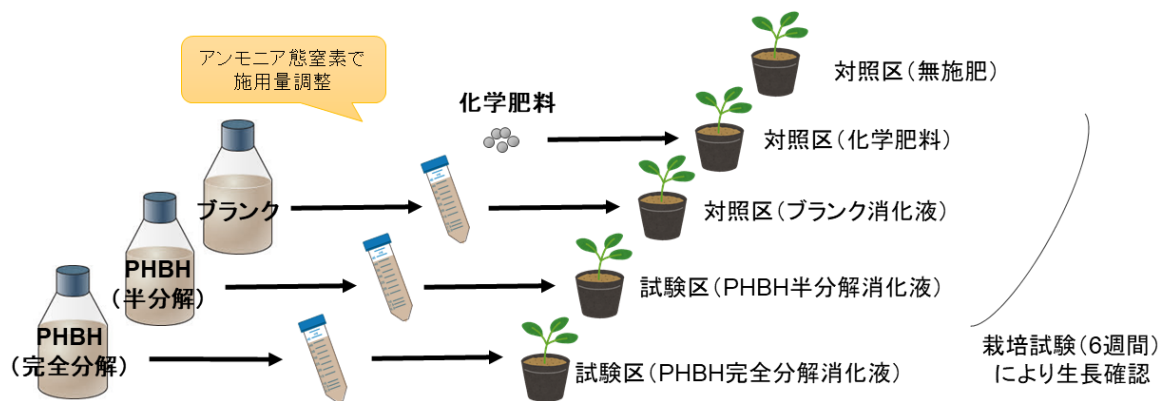 アンモニア態窒素で
施用量調整
化学肥料
対照区（無施肥）
対照区（化学肥料）
ブランク
対照区（ブランク消化液）
PHBH
（半分解）
試験区（PHBH半分解消化液）
PHBH
（完全分解）
試験区（PHBH完全分解消化液）
栽培試験（6週間）
により生長確認